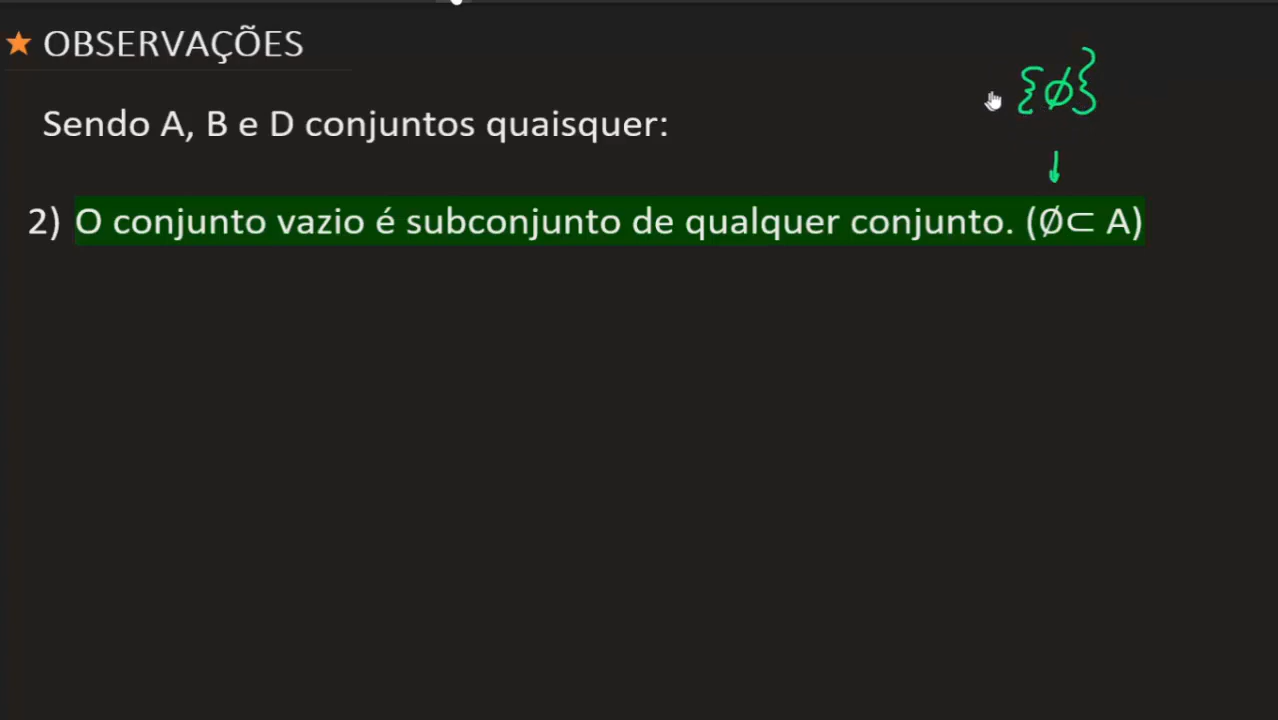 ★ OBSERVAÇÕES
{ø}
Sendo A, B e D conjuntos quaisquer:
↓
2) O conjunto vazio é subconjunto de qualquer conjunto. (Ø⊂ A)